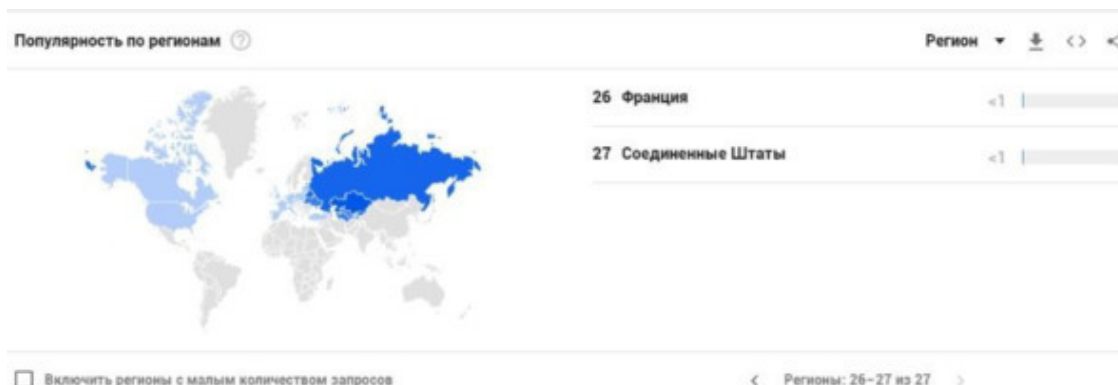 Популярность по регионам
Регион
26 Франция <1
27 Соединенные Штаты <1
Включить регионы с малым количеством запросов
Регионы: 26–27 из 27